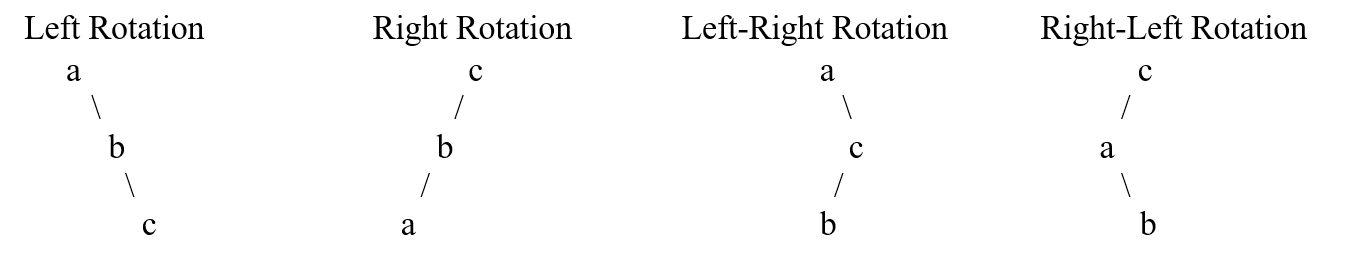 Left Rotation Right Rotation Left-Right Rotation Right-Left Rotation
a c a c
\ / \ /
b b c a
\ / / \
c a b b